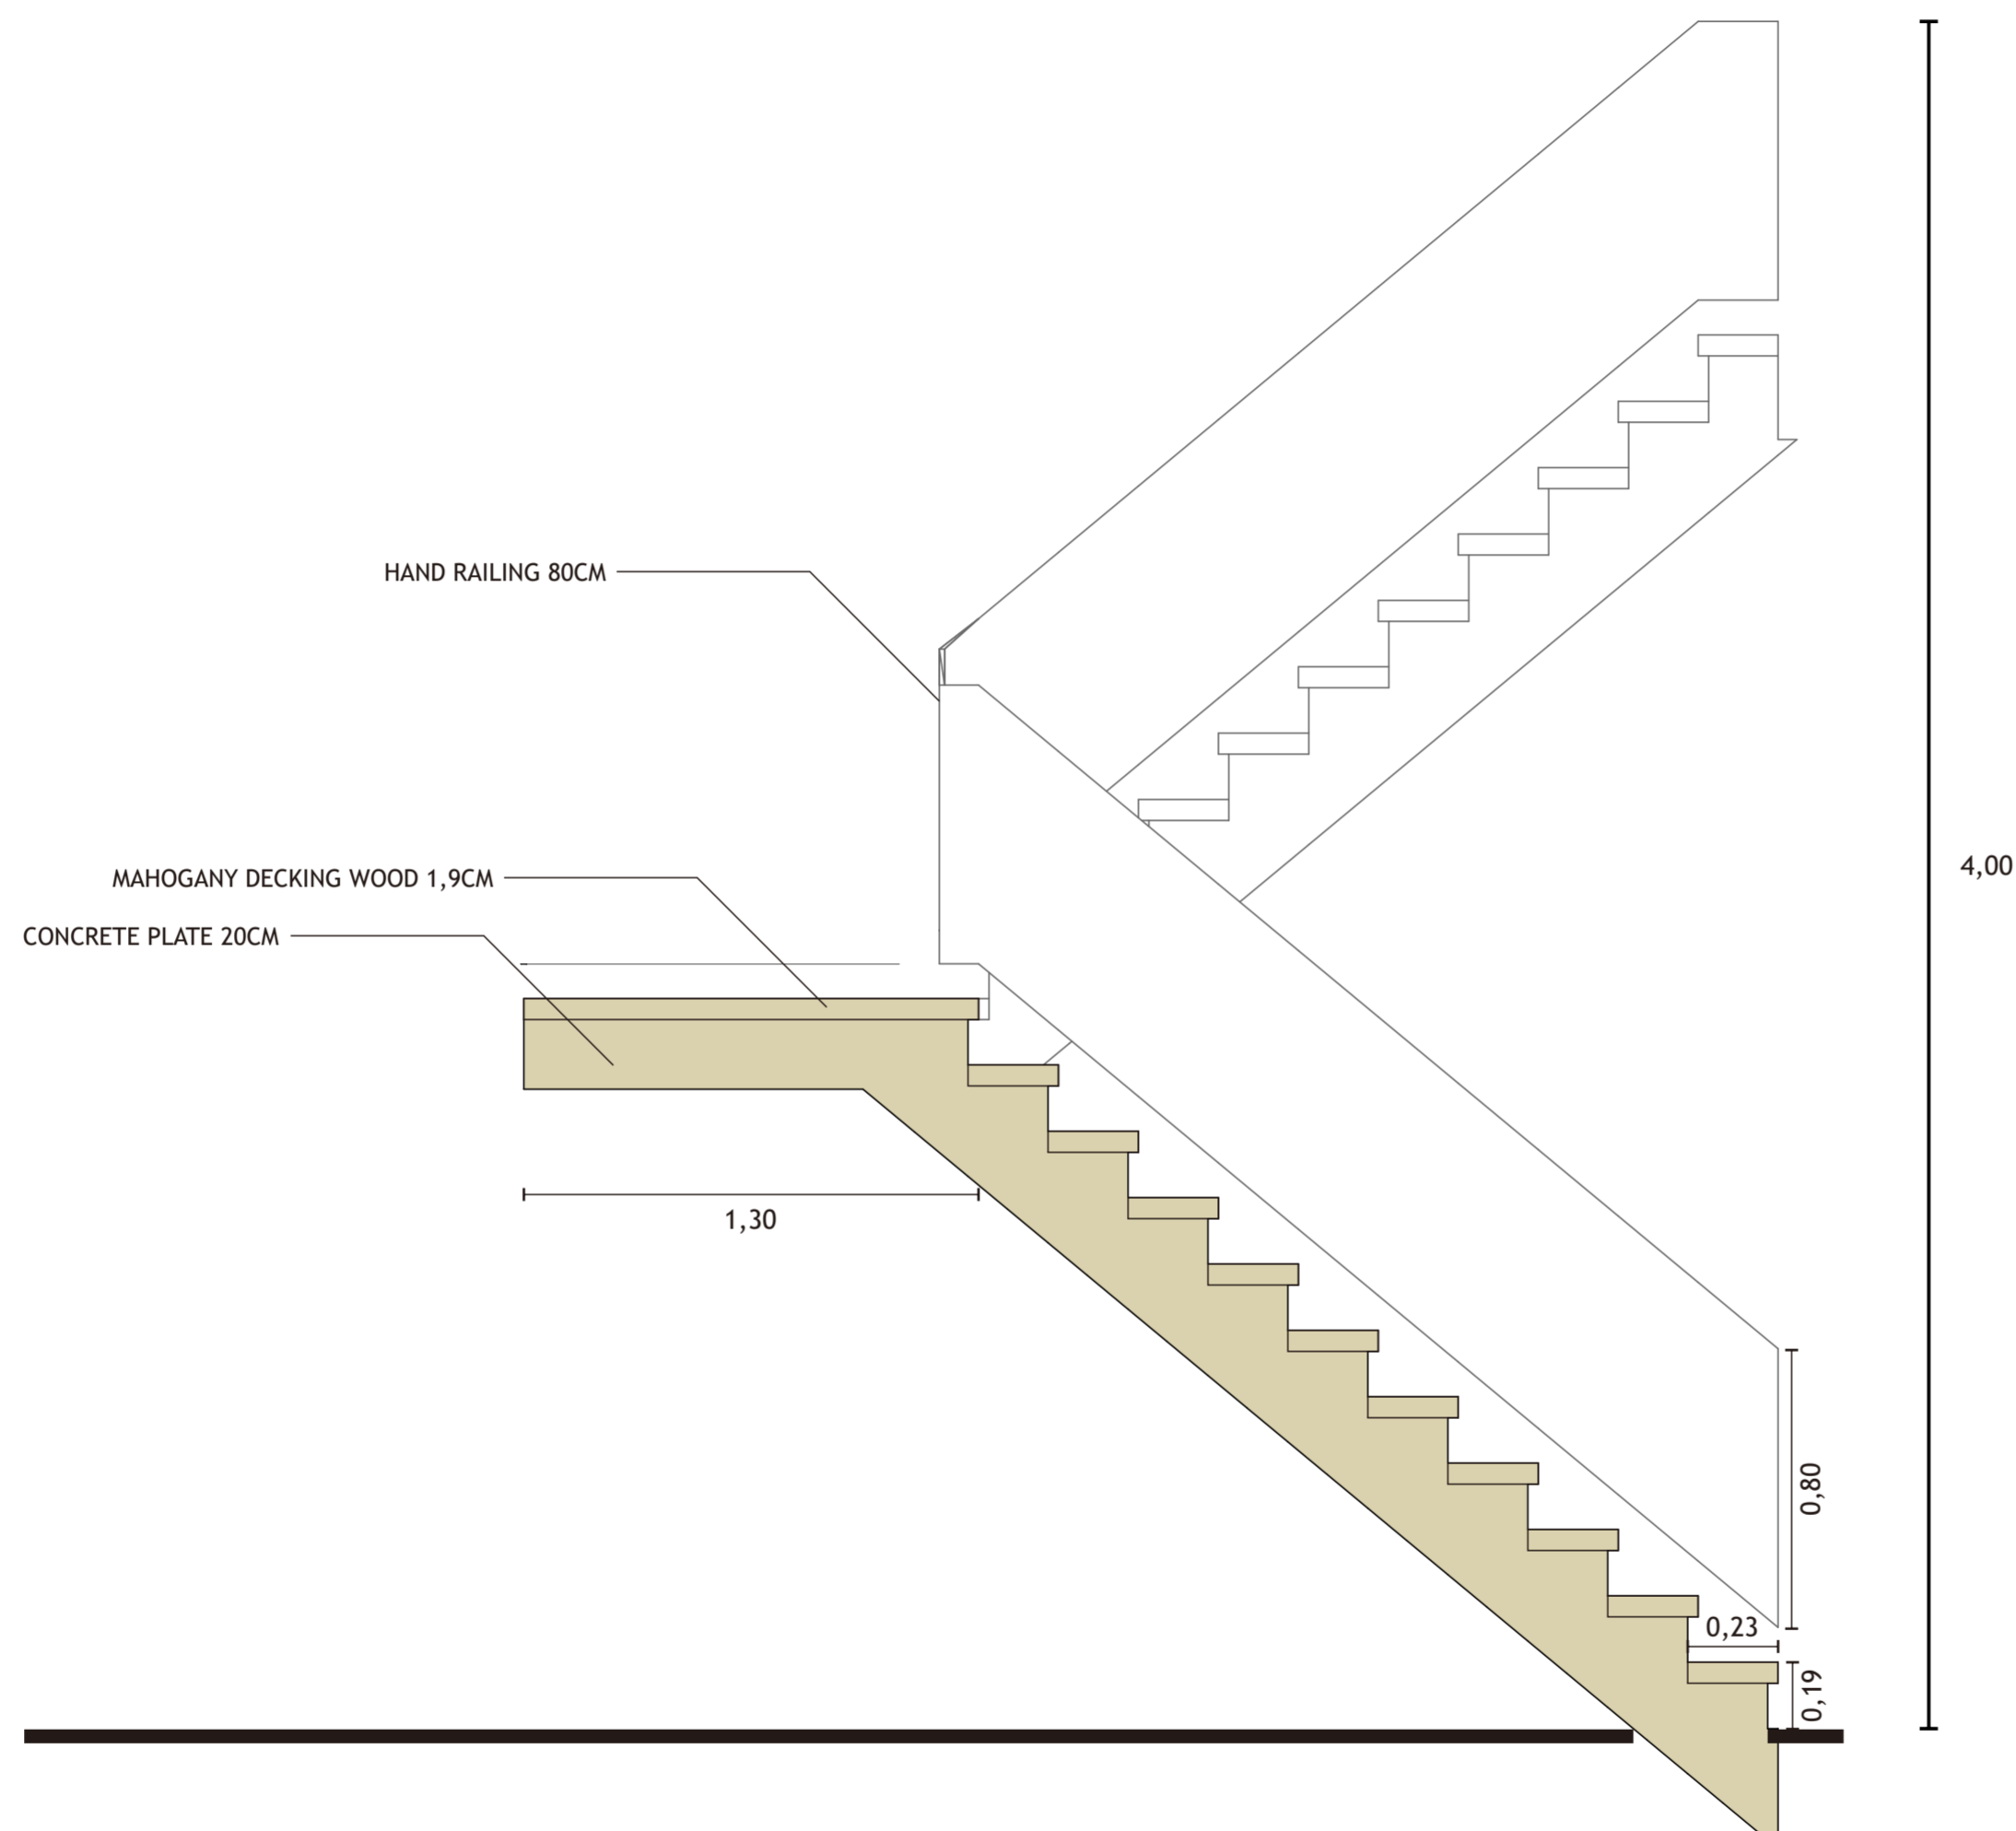 HAND RAILING 80CM
4,00
MAHOGANY DECKING WOOD 1,9CM
CONCRETE PLATE 20CM
1,30
0,80
0,23
0,19